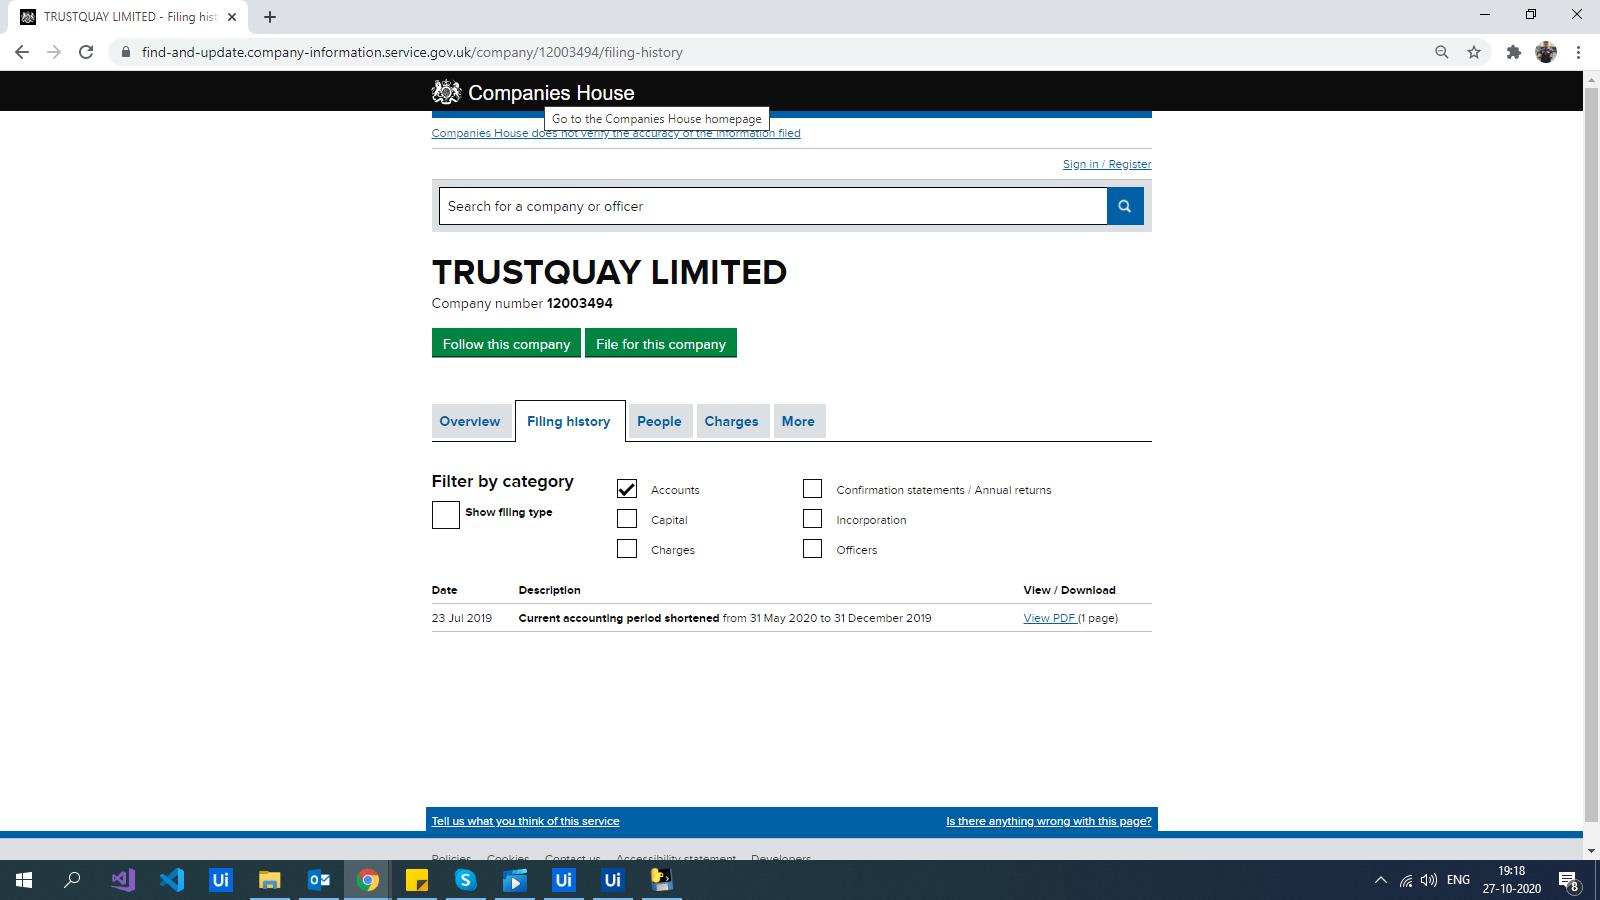 TRUSTQUAY LIMITED - Filing hist
find-and-update.company-information.service.gov.uk/company/12003494/filing-history
Companies House
Go to the Companies House homepage
Companies House does not verify the accuracy of the information filed
Sign in / Register
Search for a company or officer
TRUSTQUAY LIMITED
Company number 12003494
Follow this company File for this company
Overview Filing history People Charges More
Filter by category
Show filing type
Accounts Confirmation statements / Annual returns
Capital Incorporation
Charges Officers
Date Description View / Download
23 Jul 2019 Current accounting period shortened from 31 May 2020 to 31 December 2019 View PDF (1 page)
Tell us what you think of this service Is there anything wrong with this page?
Policies Cookies Contact us Accessibility statement Developers
Ui Ui Ui
ENG 19:18
27-10-2020 8